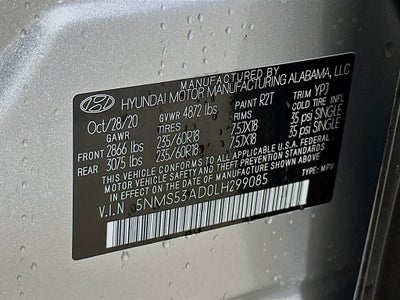 MANUFACTURED BY
HYUNDAI MOTOR MANUFACTURING ALABAMA, LLC
Oct/28/20 GVWR 4872 lbs PAINT R2T TRIM YPJ
GAWR TIRES RIMS COLD TIRE INF. PR.
FRONT 2866 lbs 235/60R18 7.5JX18 35 psi SINGLE
REAR 3075 lbs 235/60R18 7.5JX18 35 psi SINGLE
THIS VEHICLE CONFORMS TO ALL APPLICABLE U.S.A. FEDERAL
MOTOR VEHICLE SAFETY, BUMPER, AND THEFT PREVENTION STANDARDS
IN EFFECT ON THE DATE OF MANUFACTURE SHOWN ABOVE.
V.I.N 5NMS53AD0LH299085 TYPE: MPV